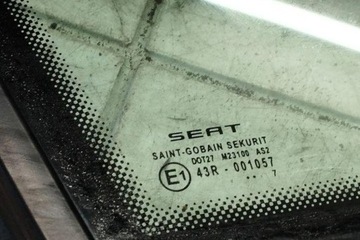 SEAT
SAINT-GOBAIN SEKURIT
DOT27 M23100 AS2
E1 43R - 001057
7